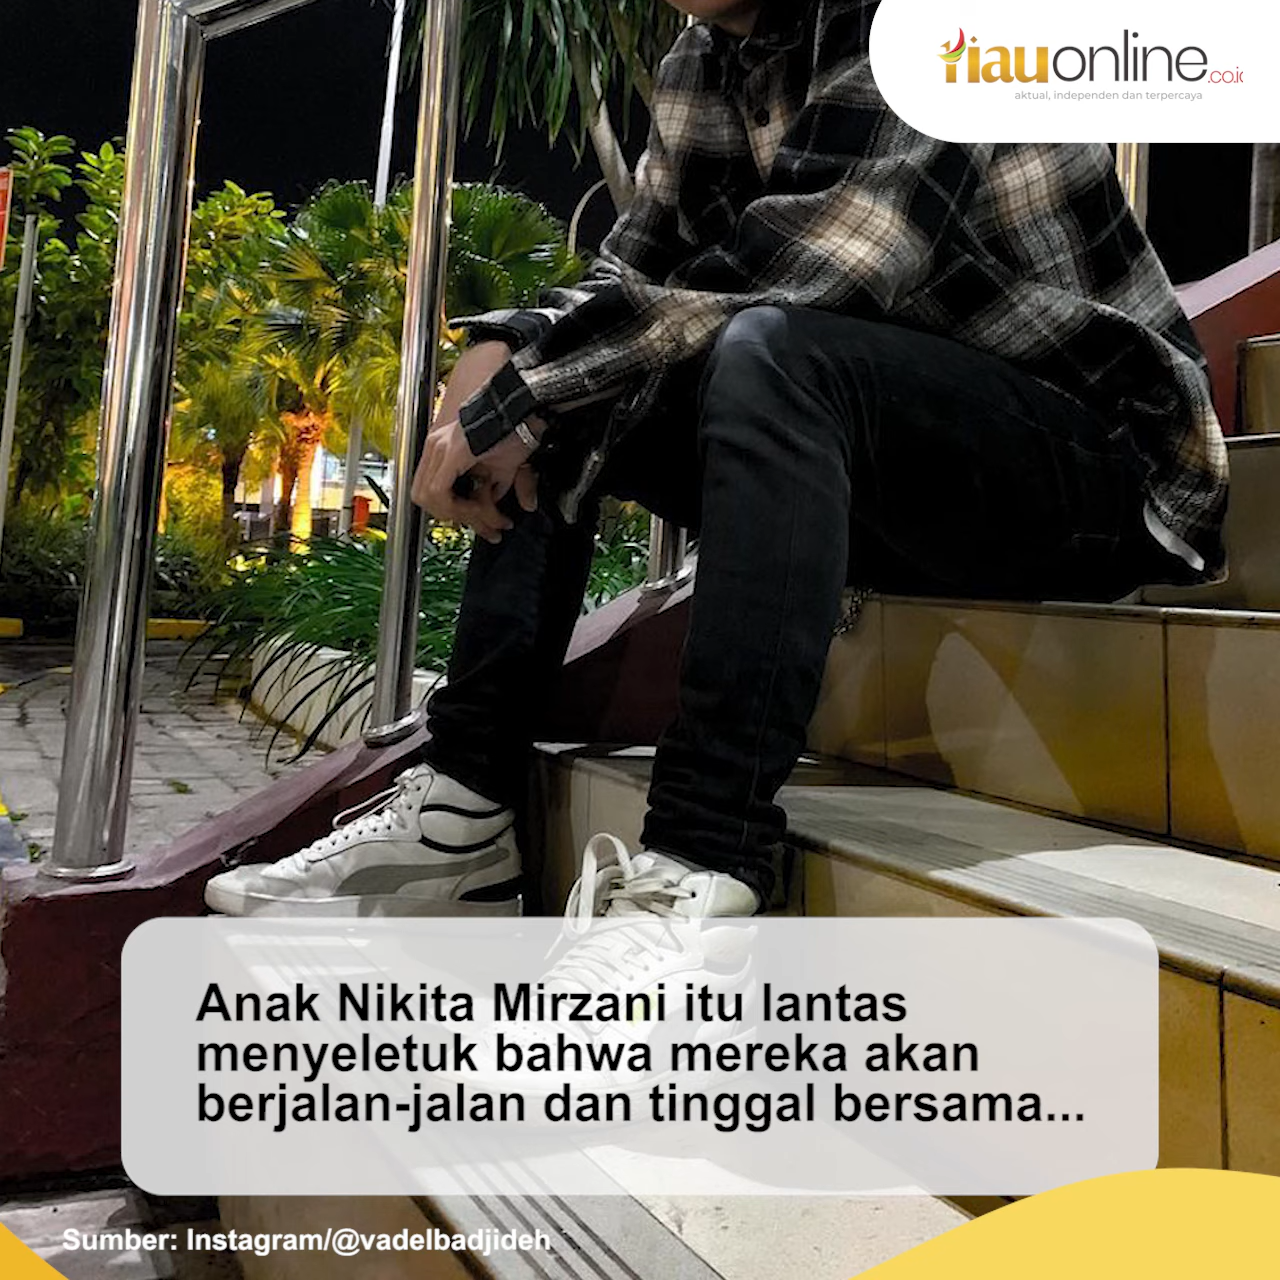 riauonline.co.id
aktual, independen dan terpercaya
Anak Nikita Mirzani itu lantas
menyeletuk bahwa mereka akan
berjalan-jalan dan tinggal bersama...
Sumber: Instagram/@vadelbadjideh